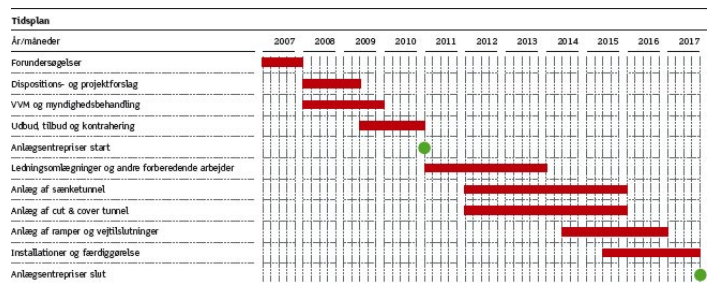 Tidsplan
År/måneder 2007 2008 2009 2010 2011 2012 2013 2014 2015 2016 2017
Forundersøgelser
Dispositions- og projektforslag
VVM og myndighedsbehandling
Udbud, tilbud og kontrahering
Anlægsentrepriser start
Ledningsomlægninger og andre forberedende arbejder
Anlæg af sænketunnel
Anlæg af cut & cover tunnel
Anlæg af ramper og vejtilslutninger
Installationer og færdiggørelse
Anlægsentrepriser slut